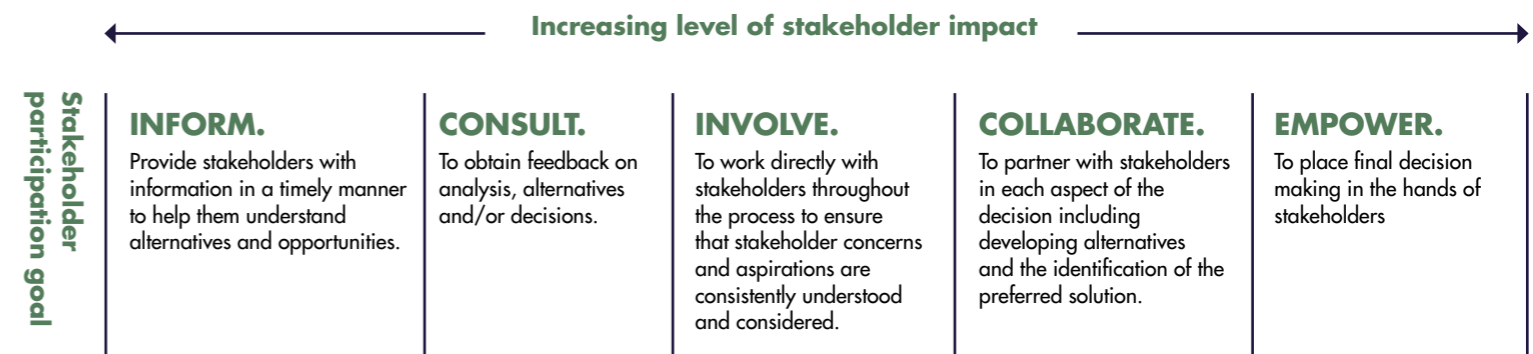 Increasing level of stakeholder impact
Stakeholder
participation goal
INFORM.
Provide stakeholders with
information in a timely manner
to help them understand
alternatives and opportunities.
CONSULT.
To obtain feedback on
analysis, alternatives
and/or decisions.
INVOLVE.
To work directly with
stakeholders throughout
the process to ensure
that stakeholder concerns
and aspirations are
consistently understood
and considered.
COLLABORATE.
To partner with stakeholders
in each aspect of the
decision including
developing alternatives
and the identification of the
preferred solution.
EMPOWER.
To place final decision
making in the hands of
stakeholders